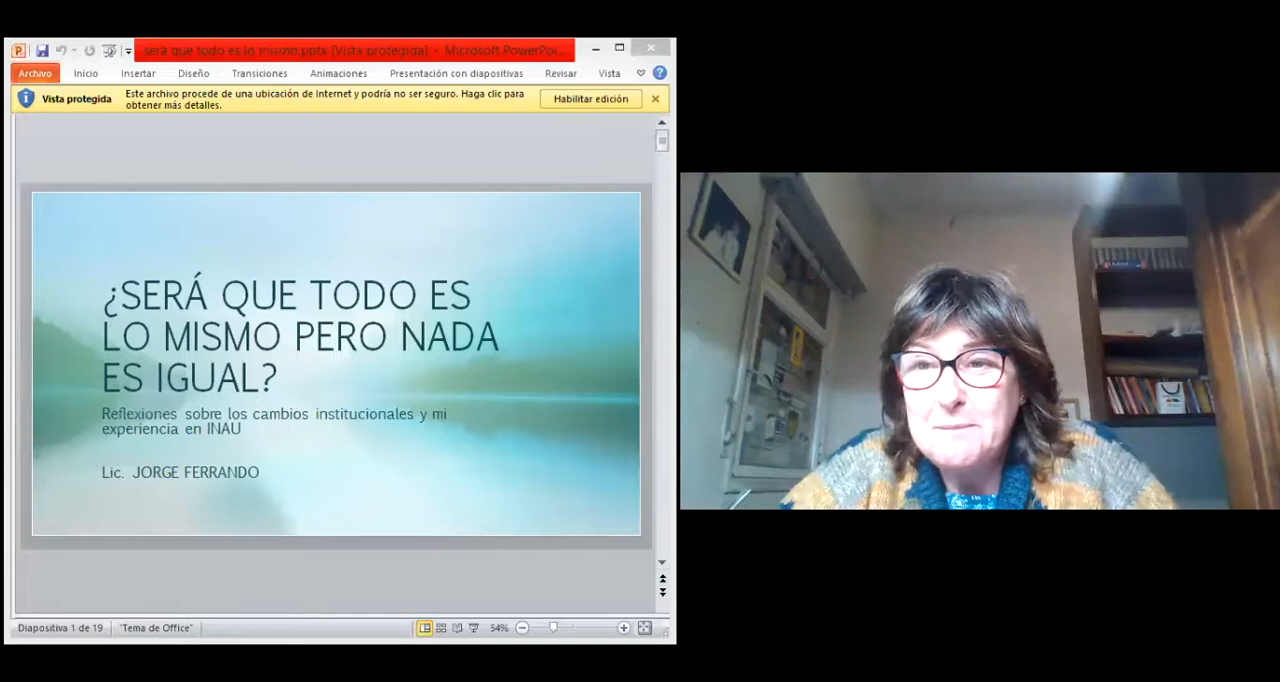 será que todo es lo mismo.pptx [Vista protegida] - Microsoft PowerPoi...
Archivo Inicio Insertar Diseño Transiciones Animaciones Presentación con diapositivas Revisar Vista
Vista protegida Este archivo procede de una ubicación de Internet y podría no ser seguro. Haga clic para Habilitar edición
obtener más detalles.
¿SERÁ QUE TODO ES
LO MISMO PERO NADA
ES IGUAL?
Reflexiones sobre los cambios institucionales y mi
experiencia en INAU
Lic. JORGE FERRANDO
Diapositiva 1 de 19 "Tema de Office" 54%